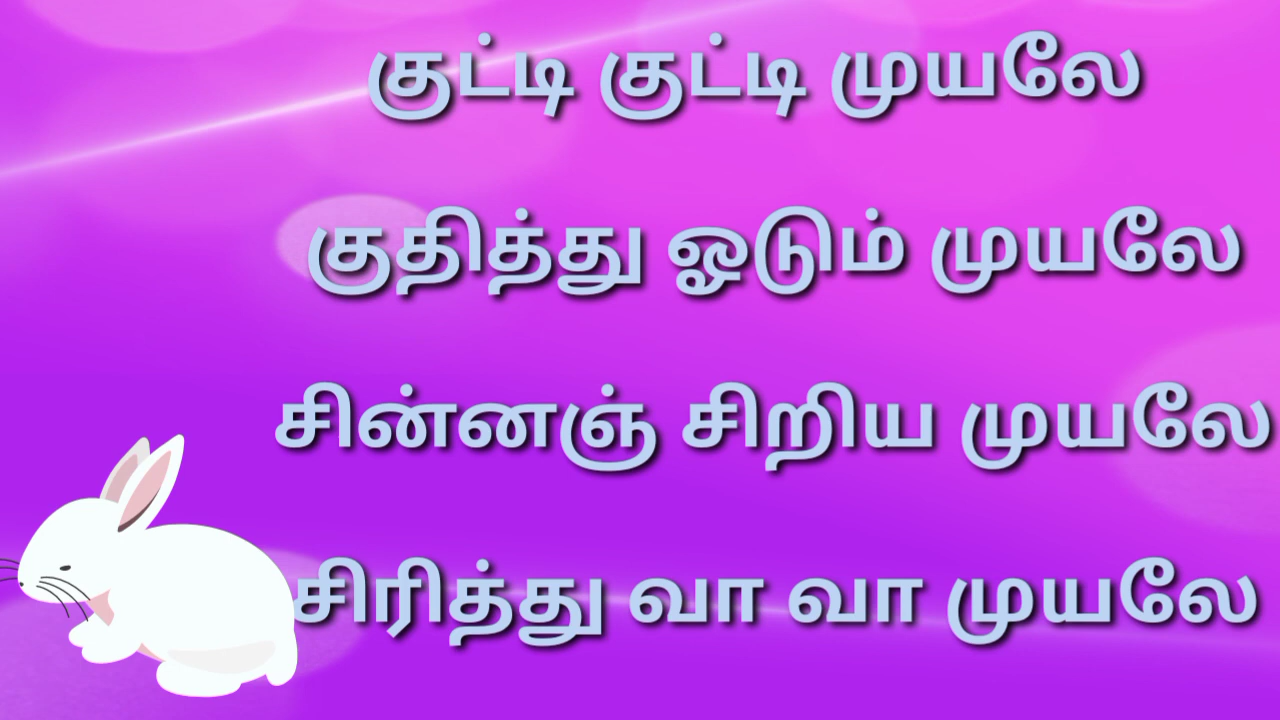 குட்டி குட்டி முயலே
குதித்து ஓடும் முயலே
சின்னஞ் சிறிய முயலே
சிரித்து வா வா முயலே